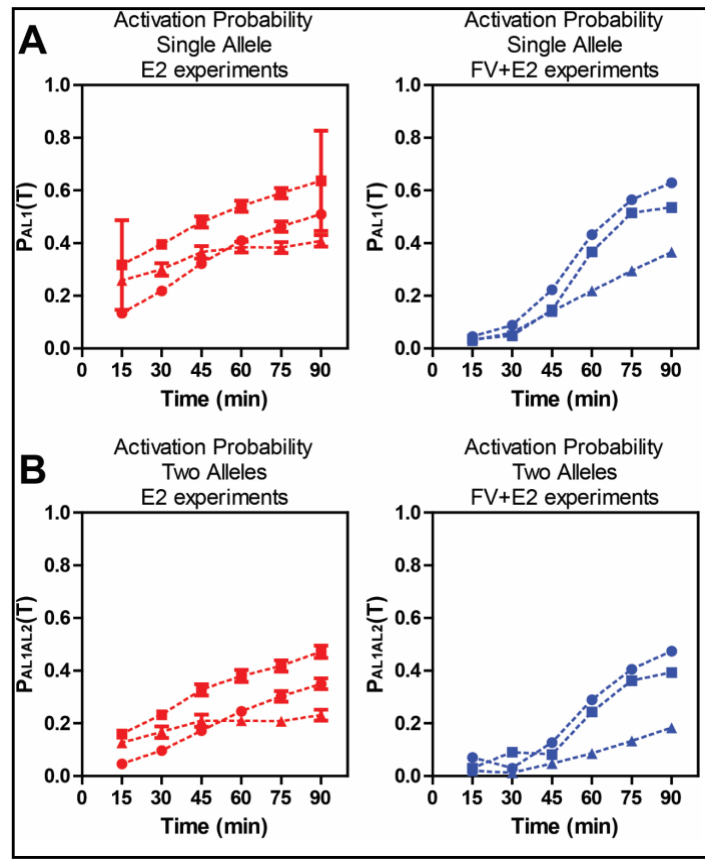 A
Activation Probability
Single Allele
E2 experiments
PAL1(T)
1.0
0.8
0.6
0.4
0.2
0.0
0 15 30 45 60 75 90
Time (min)
Activation Probability
Single Allele
FV+E2 experiments
PAL1(T)
1.0
0.8
0.6
0.4
0.2
0.0
0 15 30 45 60 75 90
Time (min)
B
Activation Probability
Two Alleles
E2 experiments
PAL1AL2(T)
1.0
0.8
0.6
0.4
0.2
0.0
0 15 30 45 60 75 90
Time (min)
Activation Probability
Two Alleles
FV+E2 experiments
PAL1AL2(T)
1.0
0.8
0.6
0.4
0.2
0.0
0 15 30 45 60 75 90
Time (min)